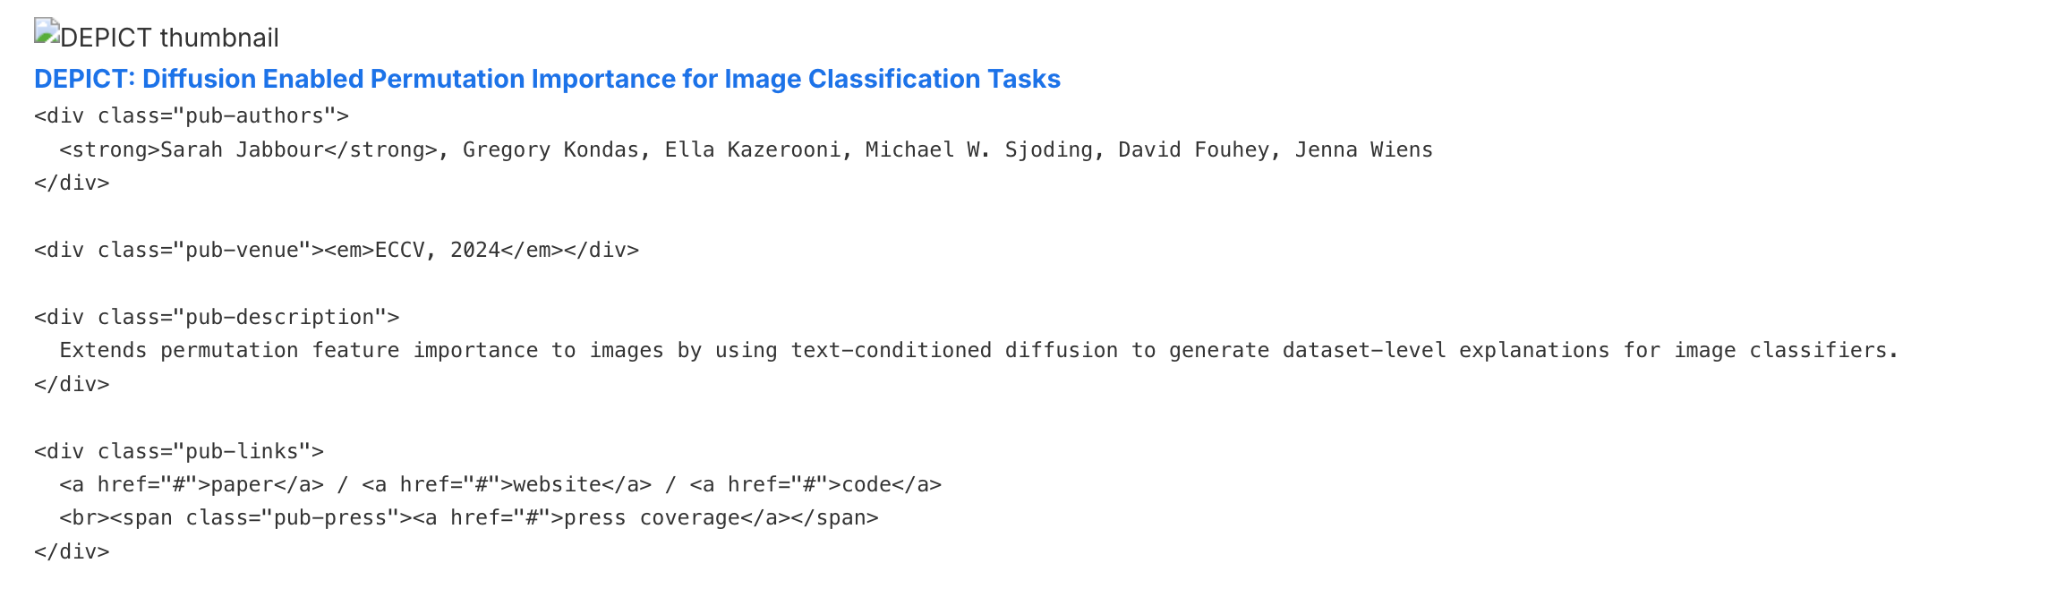 DEPICT thumbnail
DEPICT: Diffusion Enabled Permutation Importance for Image Classification Tasks
<div class="pub-authors">
  <strong>Sarah Jabbour</strong>, Gregory Kondas, Ella Kazerooni, Michael W. Sjoding, David Fouhey, Jenna Wiens
</div>
<div class="pub-venue"><em>ECCV, 2024</em></div>
<div class="pub-description">
  Extends permutation feature importance to images by using text-conditioned diffusion to generate dataset-level explanations for image classifiers.
</div>
<div class="pub-links">
  <a href="#">paper</a> / <a href="#">website</a> / <a href="#">code</a>
  <br><span class="pub-press"><a href="#">press coverage</a></span>
</div>